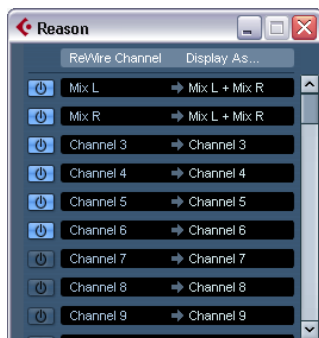 Reason
ReWire Channel Display As...
Mix L Mix L + Mix R
Mix R Mix L + Mix R
Channel 3 Channel 3
Channel 4 Channel 4
Channel 5 Channel 5
Channel 6 Channel 6
Channel 7 Channel 7
Channel 8 Channel 8
Channel 9 Channel 9